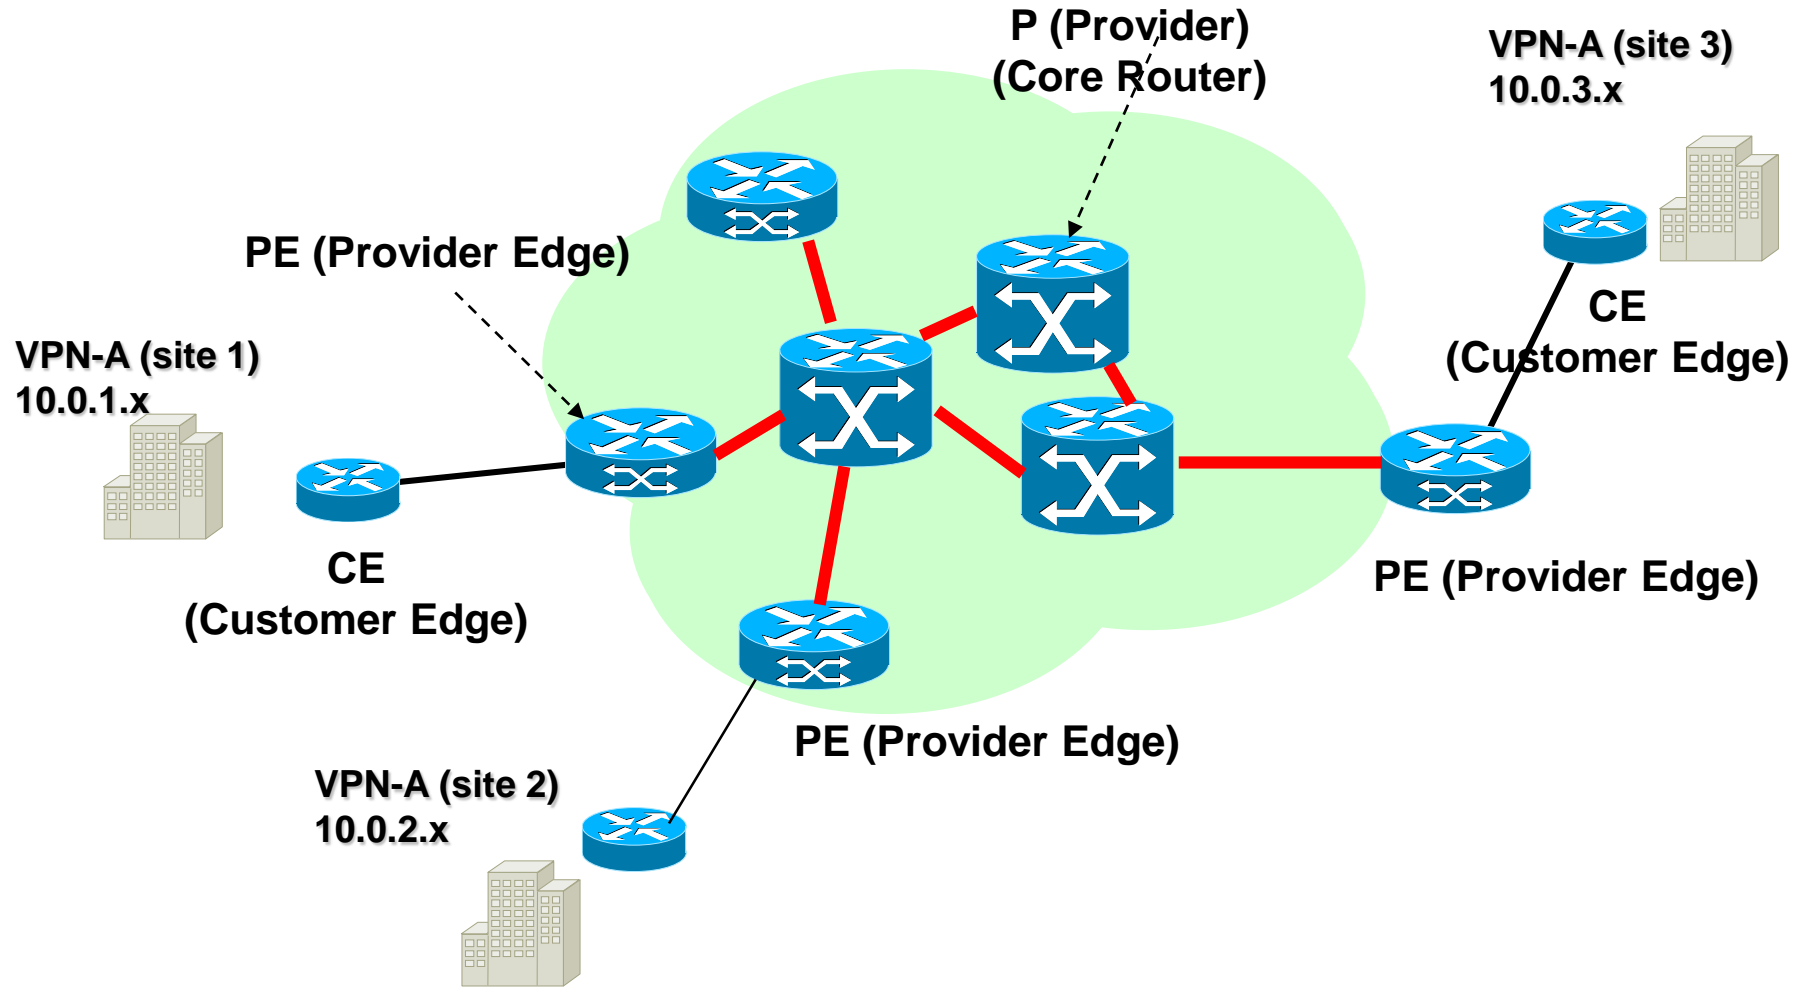 P (Provider)
(Core Router)
VPN-A (site 3)
10.0.3.x
PE (Provider Edge)
CE
(Customer Edge)
VPN-A (site 1)
10.0.1.x
CE
(Customer Edge)
PE (Provider Edge)
PE (Provider Edge)
VPN-A (site 2)
10.0.2.x